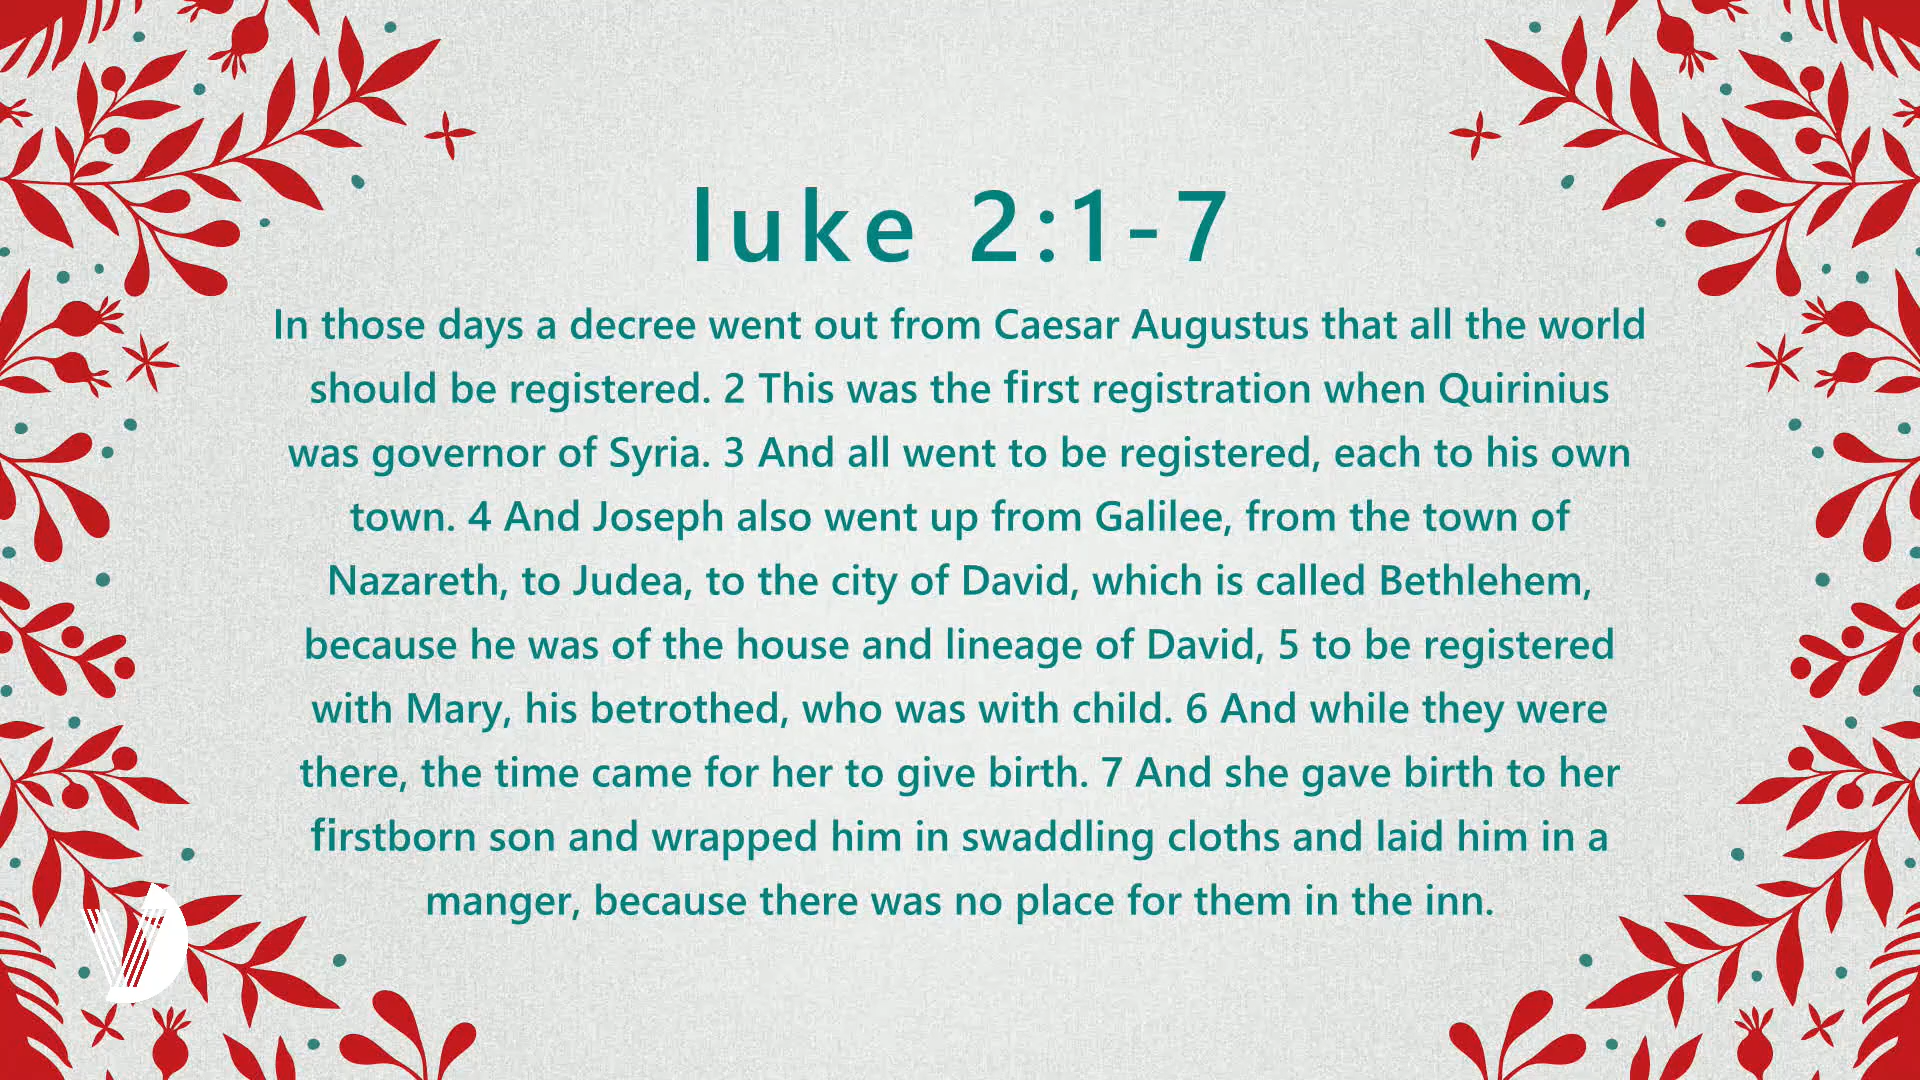 luke 2:1-7
In those days a decree went out from Caesar Augustus that all the world
should be registered. 2 This was the first registration when Quirinius
was governor of Syria. 3 And all went to be registered, each to his own
town. 4 And Joseph also went up from Galilee, from the town of
Nazareth, to Judea, to the city of David, which is called Bethlehem,
because he was of the house and lineage of David, 5 to be registered
with Mary, his betrothed, who was with child. 6 And while they were
there, the time came for her to give birth. 7 And she gave birth to her
firstborn son and wrapped him in swaddling cloths and laid him in a
manger, because there was no place for them in the inn.